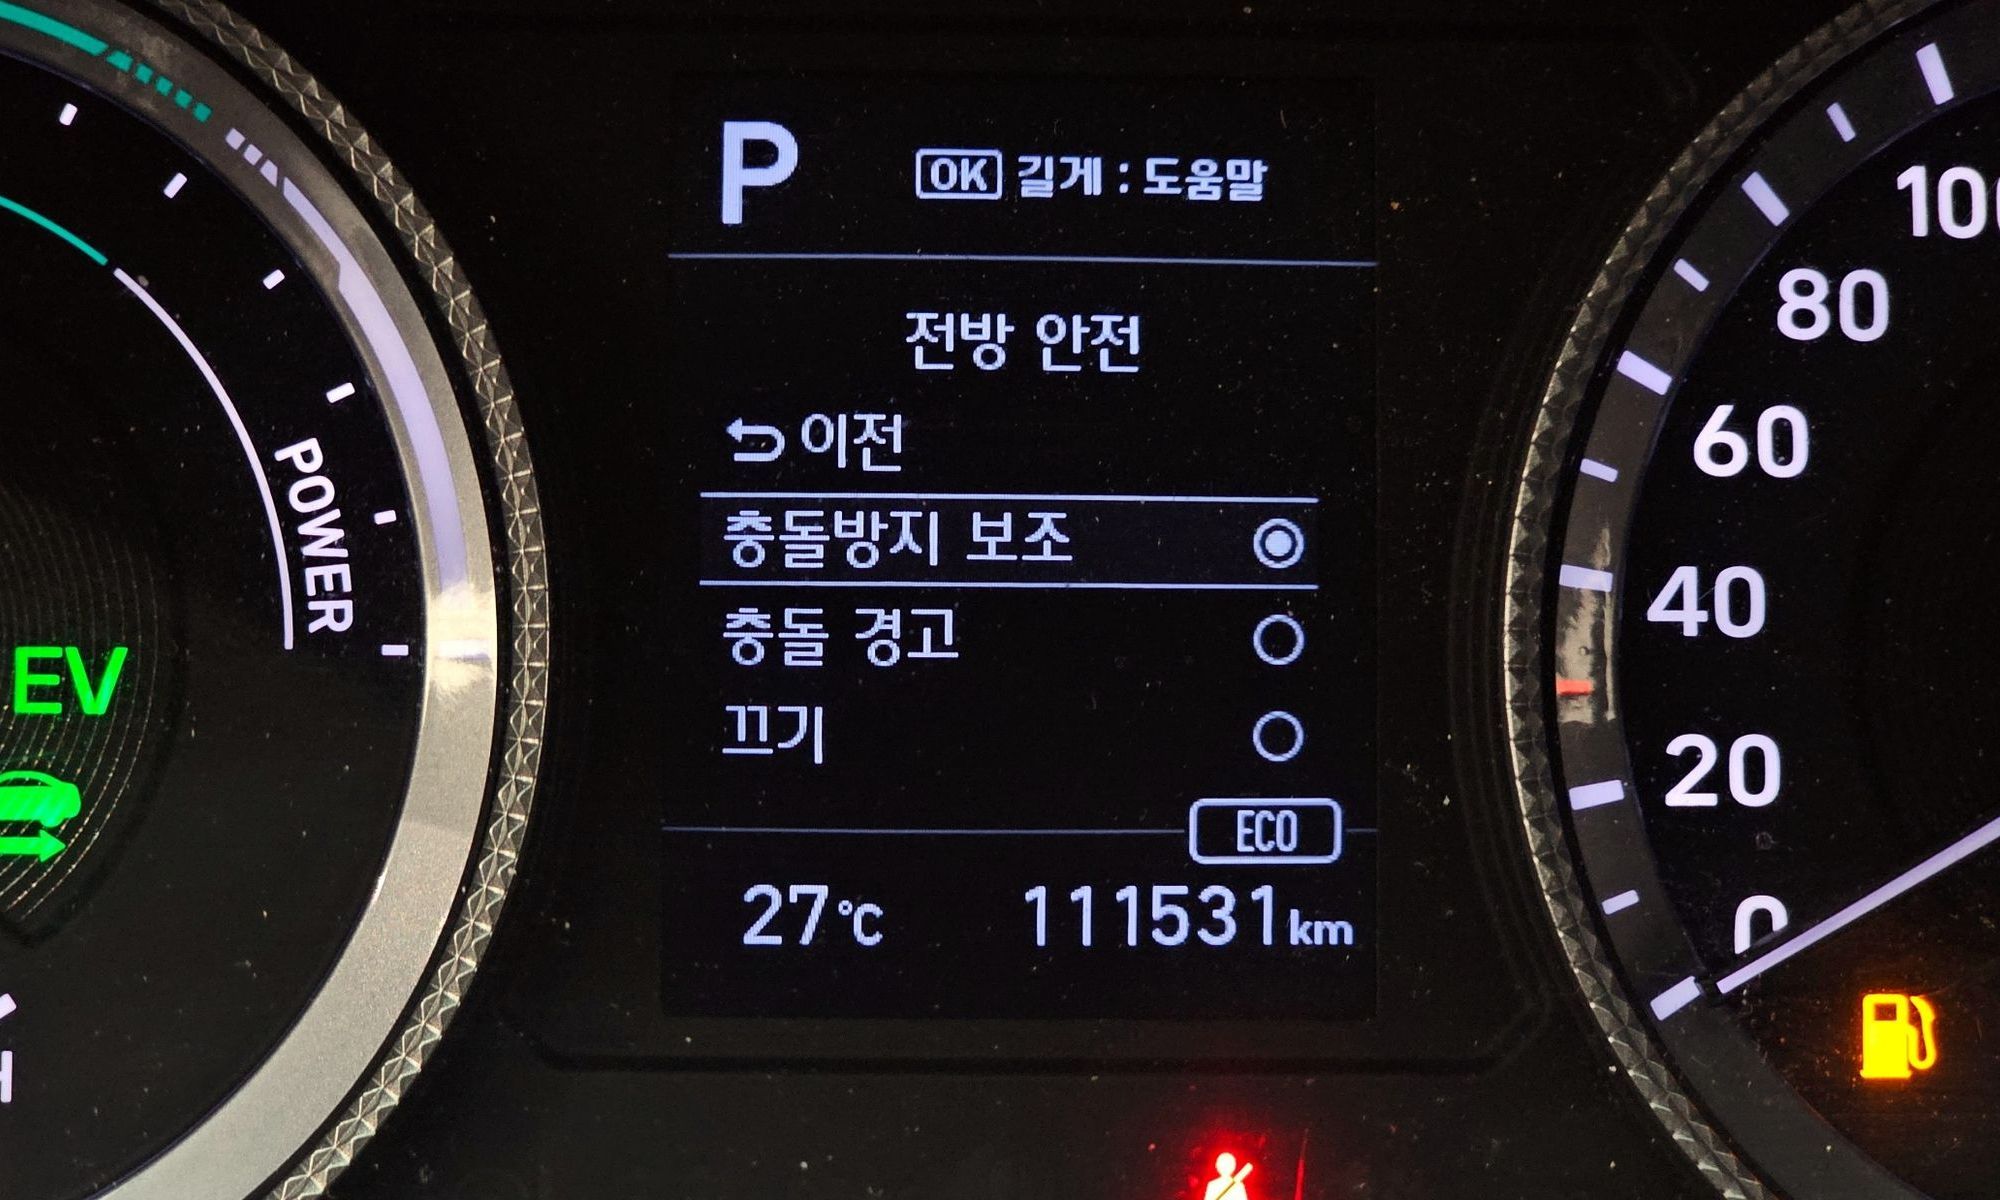 P
OK 길게 : 도움말
전방 안전
이전
충돌방지 보조
충돌 경고
끄기
ECO
27℃ 111531km
POWER
EV
100
80
60
40
20
0